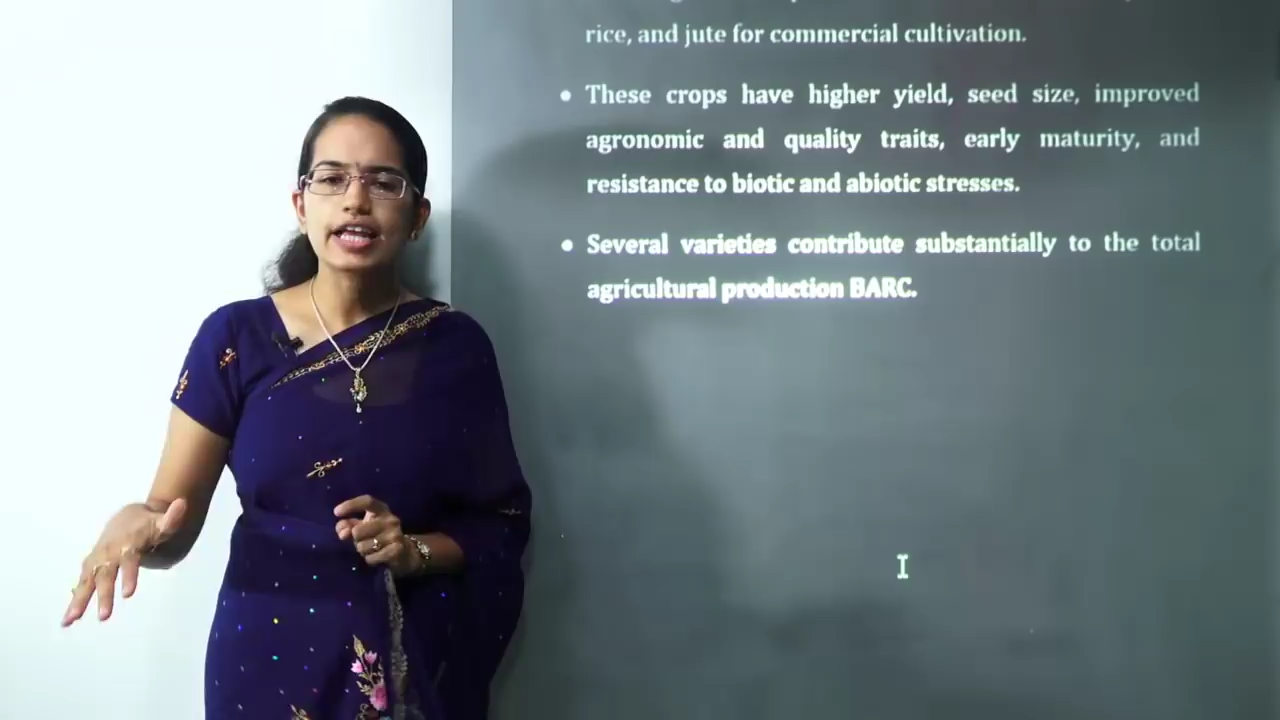 rice, and jute for commercial cultivation.
• These crops have higher yield, seed size, improved
agronomic and quality traits, early maturity, and
resistance to biotic and abiotic stresses.
• Several varieties contribute substantially to the total
agricultural production BARC.